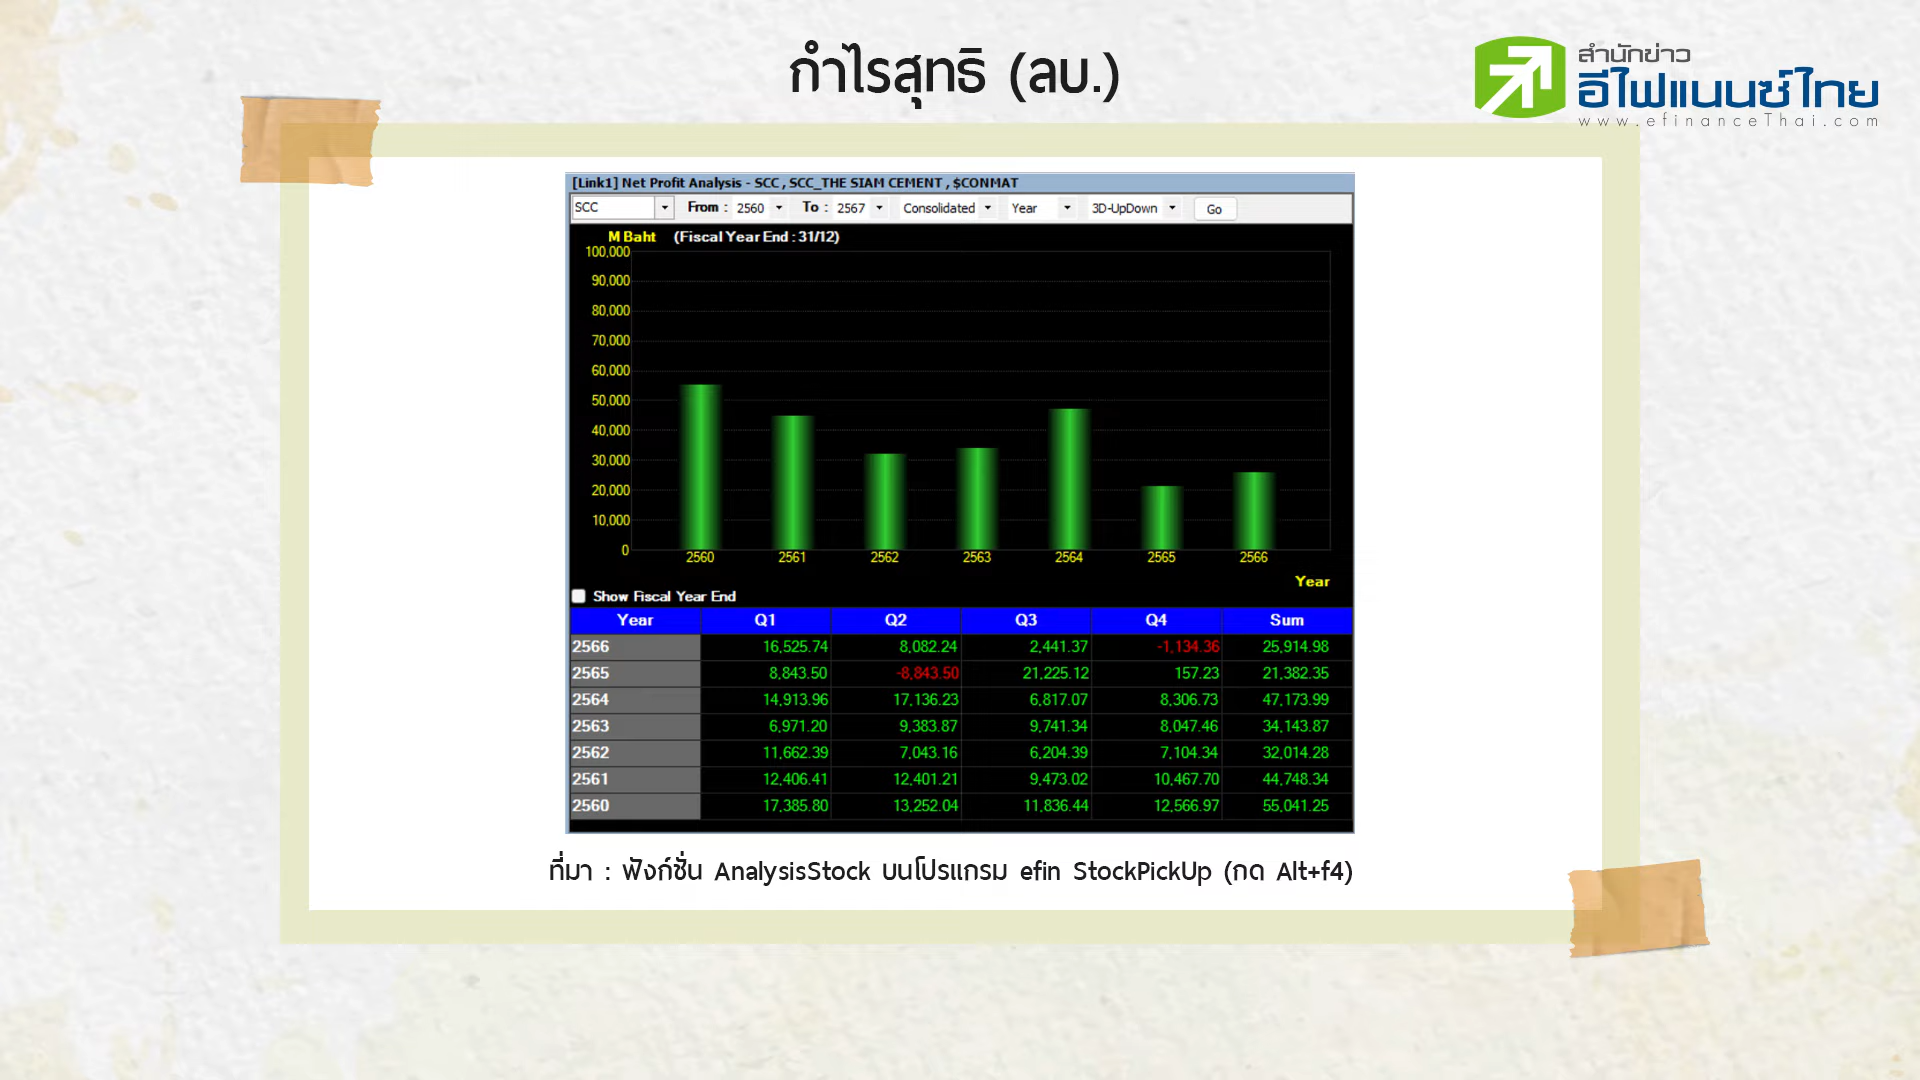 กำไรสุทธิ (ลบ.)
สำนักข่าว
อีไฟแนนซ์ไทย
www.efinanceThai.com
[Link1] Net Profit Analysis - SCC , SCC_THE SIAM CEMENT , $CONMAT
SCC From : 2560 To : 2567 Consolidated Year 3D-UpDown Go
M Baht (Fiscal Year End : 31/12)
100,000
90,000
80,000
70,000
60,000
50,000
40,000
30,000
20,000
10,000
0
2560 2561 2562 2563 2564 2565 2566
Year
Show Fiscal Year End
Year Q1 Q2 Q3 Q4 Sum
2566 16,525.74 8,082.24 2,441.37 -1,134.36 25,914.98
2565 8,843.50 -8,843.50 21,225.12 157.23 21,382.35
2564 14,913.96 17,136.23 6,817.07 8,306.73 47,173.99
2563 6,971.20 9,383.87 9,741.34 8,047.46 34,143.87
2562 11,662.39 7,043.16 6,204.39 7,104.34 32,014.28
2561 12,406.41 12,401.21 9,473.02 10,467.70 44,748.34
2560 17,385.80 13,252.04 11,836.44 12,566.97 55,041.25
ที่มา : ฟังก์ชั่น AnalysisStock บนโปรแกรม efin StockPickUp (กด Alt+f4)